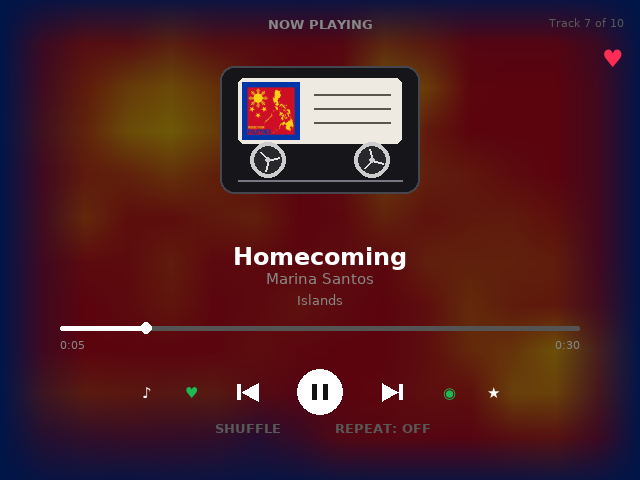 NOW PLAYING
Track 7 of 10
Homecoming
Marina Santos
Islands
0:05
0:30
SHUFFLE
REPEAT: OFF